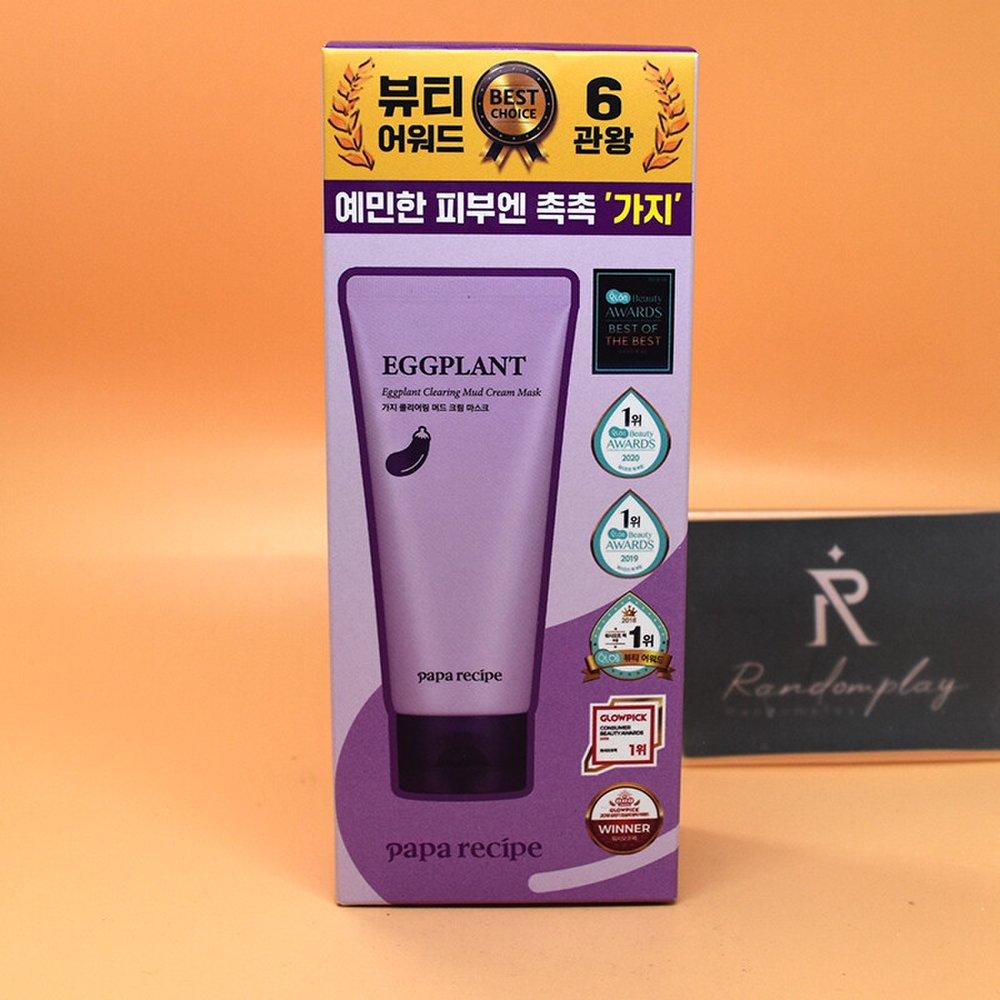 뷰티
어워드
BEST
CHOICE
6
관왕
예민한 피부엔 촉촉 '가지'
EGGPLANT
Eggplant Clearing Mud Cream Mask
가지 클리어링 머드 크림 마스크
papa recipe
papa recipe
Beauty
AWARDS
BEST OF
THE BEST
1위
Beauty
AWARDS
2020
1위
Beauty
AWARDS
2019
2018
1위
뷰티 어워드
GLOWPICK
CONSUMER
BEAUTY AWARDS
1위
GLOWPICK
WINNER
R
Randomplay